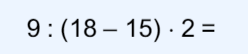 9 : (18 – 15) · 2 =